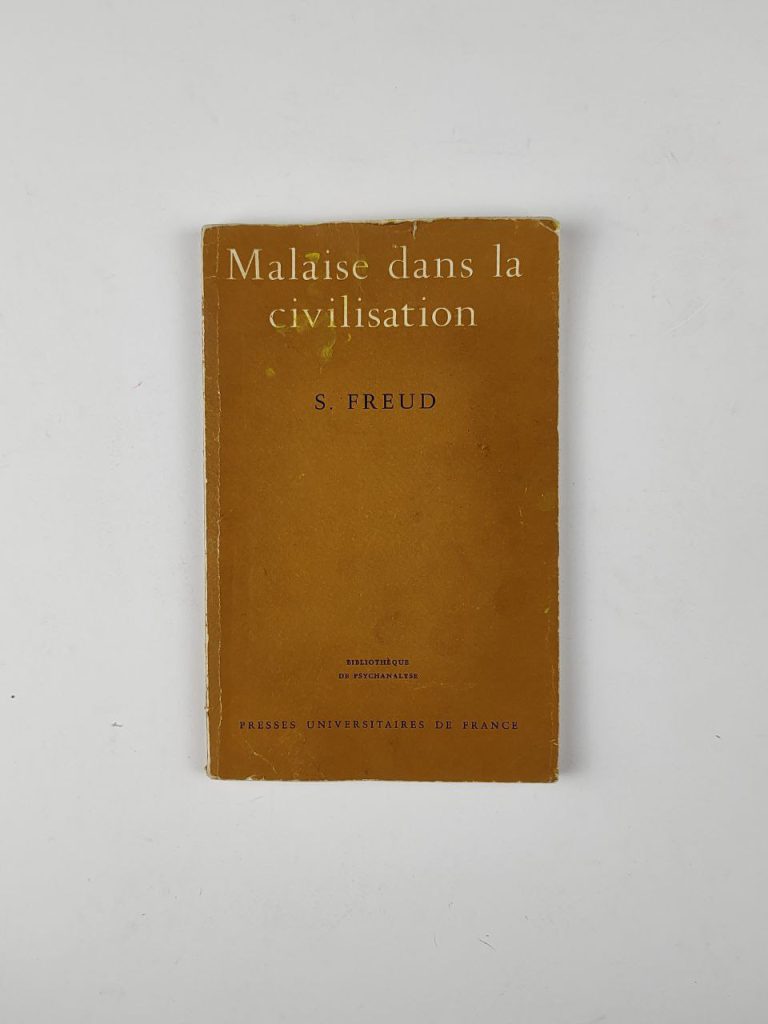 Malaise dans la
civilisation
S. FREUD
BIBLIOTHÈQUE
DE PSYCHANALYSE
PRESSES UNIVERSITAIRES DE FRANCE